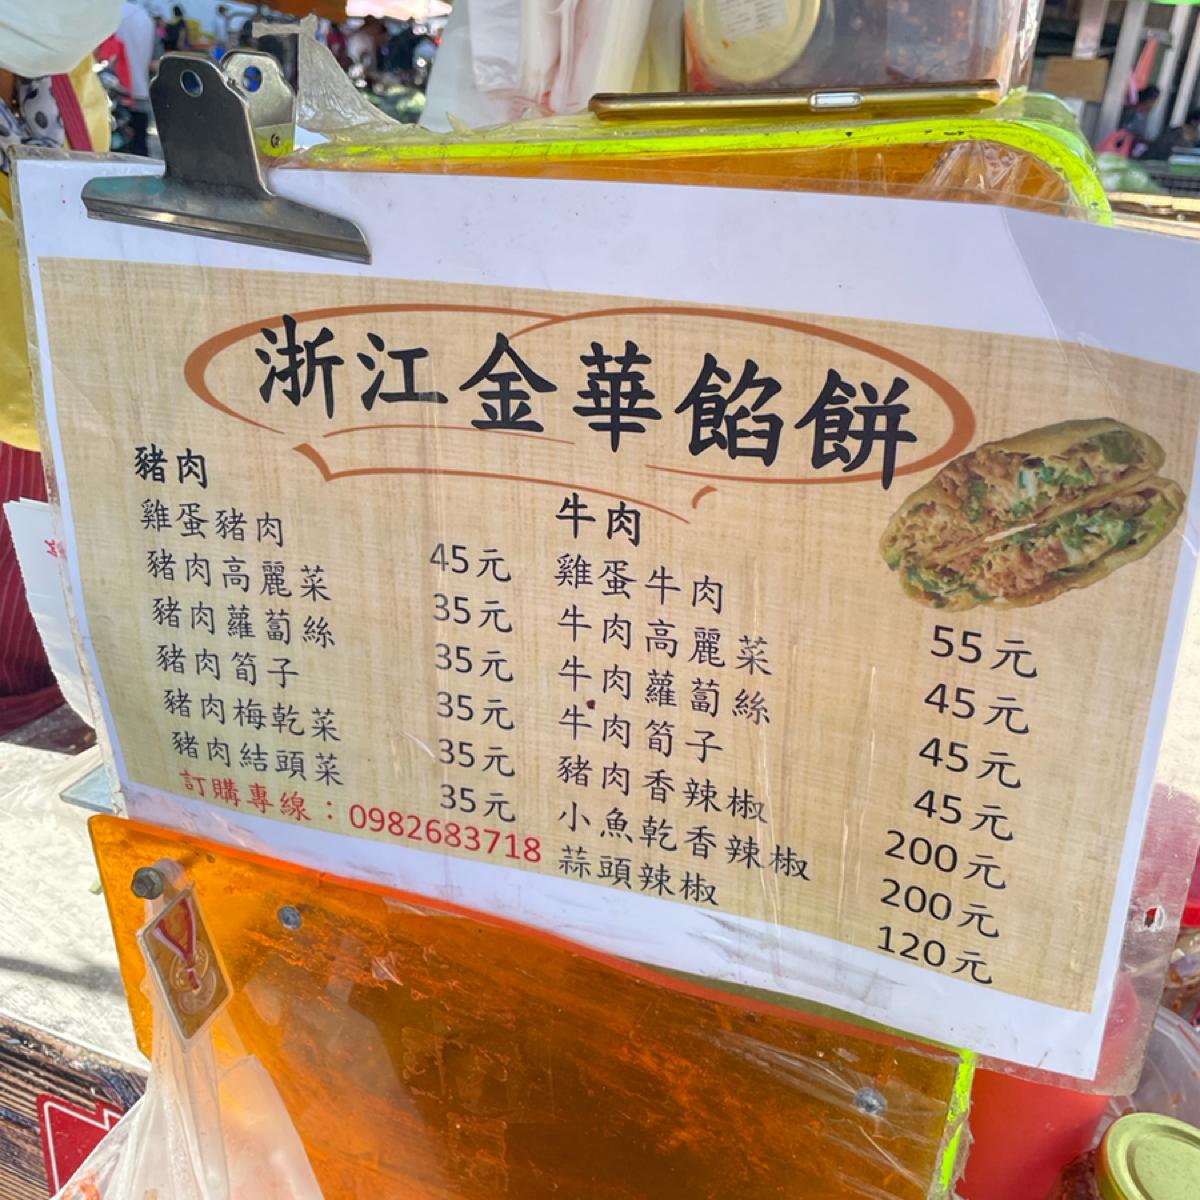 浙江金華餡餅
豬肉
雞蛋豬肉 45元
豬肉高麗菜 35元
豬肉蘿蔔絲 35元
豬肉筍子 35元
豬肉梅乾菜 35元
豬肉結頭菜 35元
訂購專線：0982683718
牛肉
雞蛋牛肉 55元
牛肉高麗菜 45元
牛肉蘿蔔絲 45元
牛肉筍子 45元
豬肉香辣椒 200元
小魚乾香辣椒 200元
蒜頭辣椒 120元